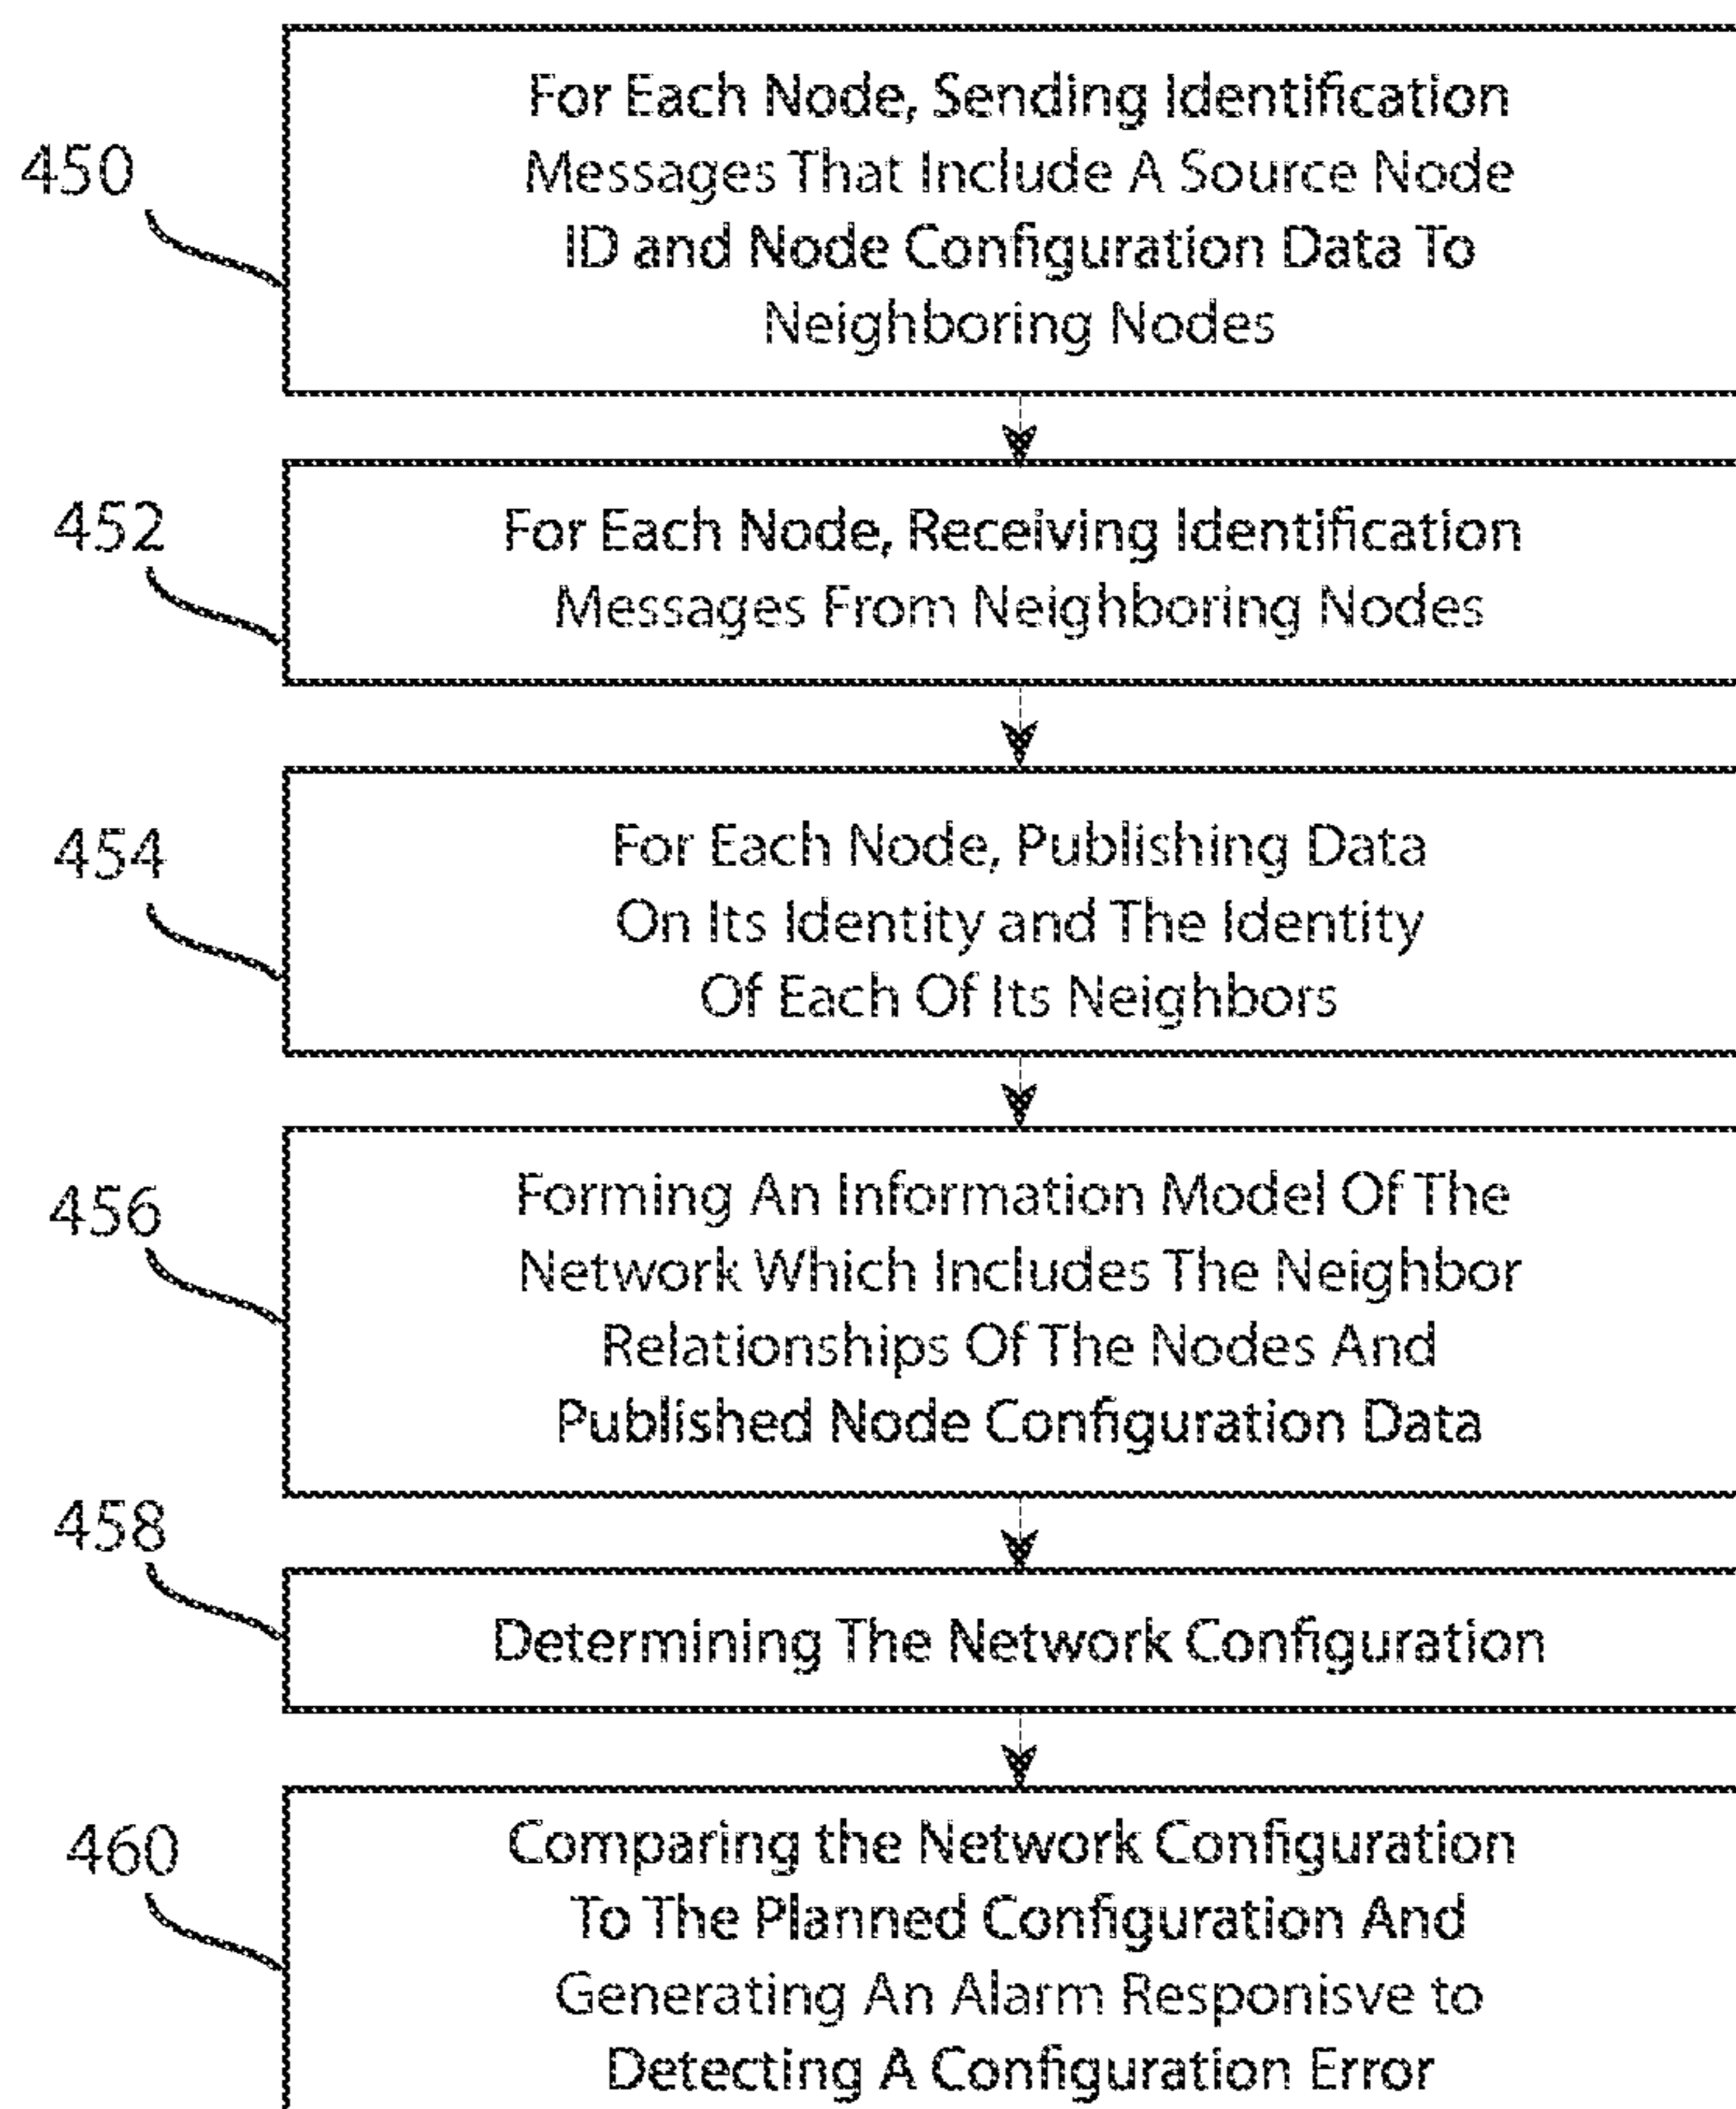 450
For Each Node, Sending Identification
Messages That Include A Source Node
ID and Node Configuration Data To
Neighboring Nodes
452
For Each Node, Receiving Identification
Messages From Neighboring Nodes
454
For Each Node, Publishing Data
On Its Identity and The Identity
Of Each Of Its Neighbors
456
Forming An Information Model Of The
Network Which Includes The Neighbor
Relationships Of The Nodes And
Published Node Configuration Data
458
Determining The Network Configuration
460
Comparing the Network Configuration
To The Planned Configuration And
Generating An Alarm Responisve to
Detecting A Configuration Error